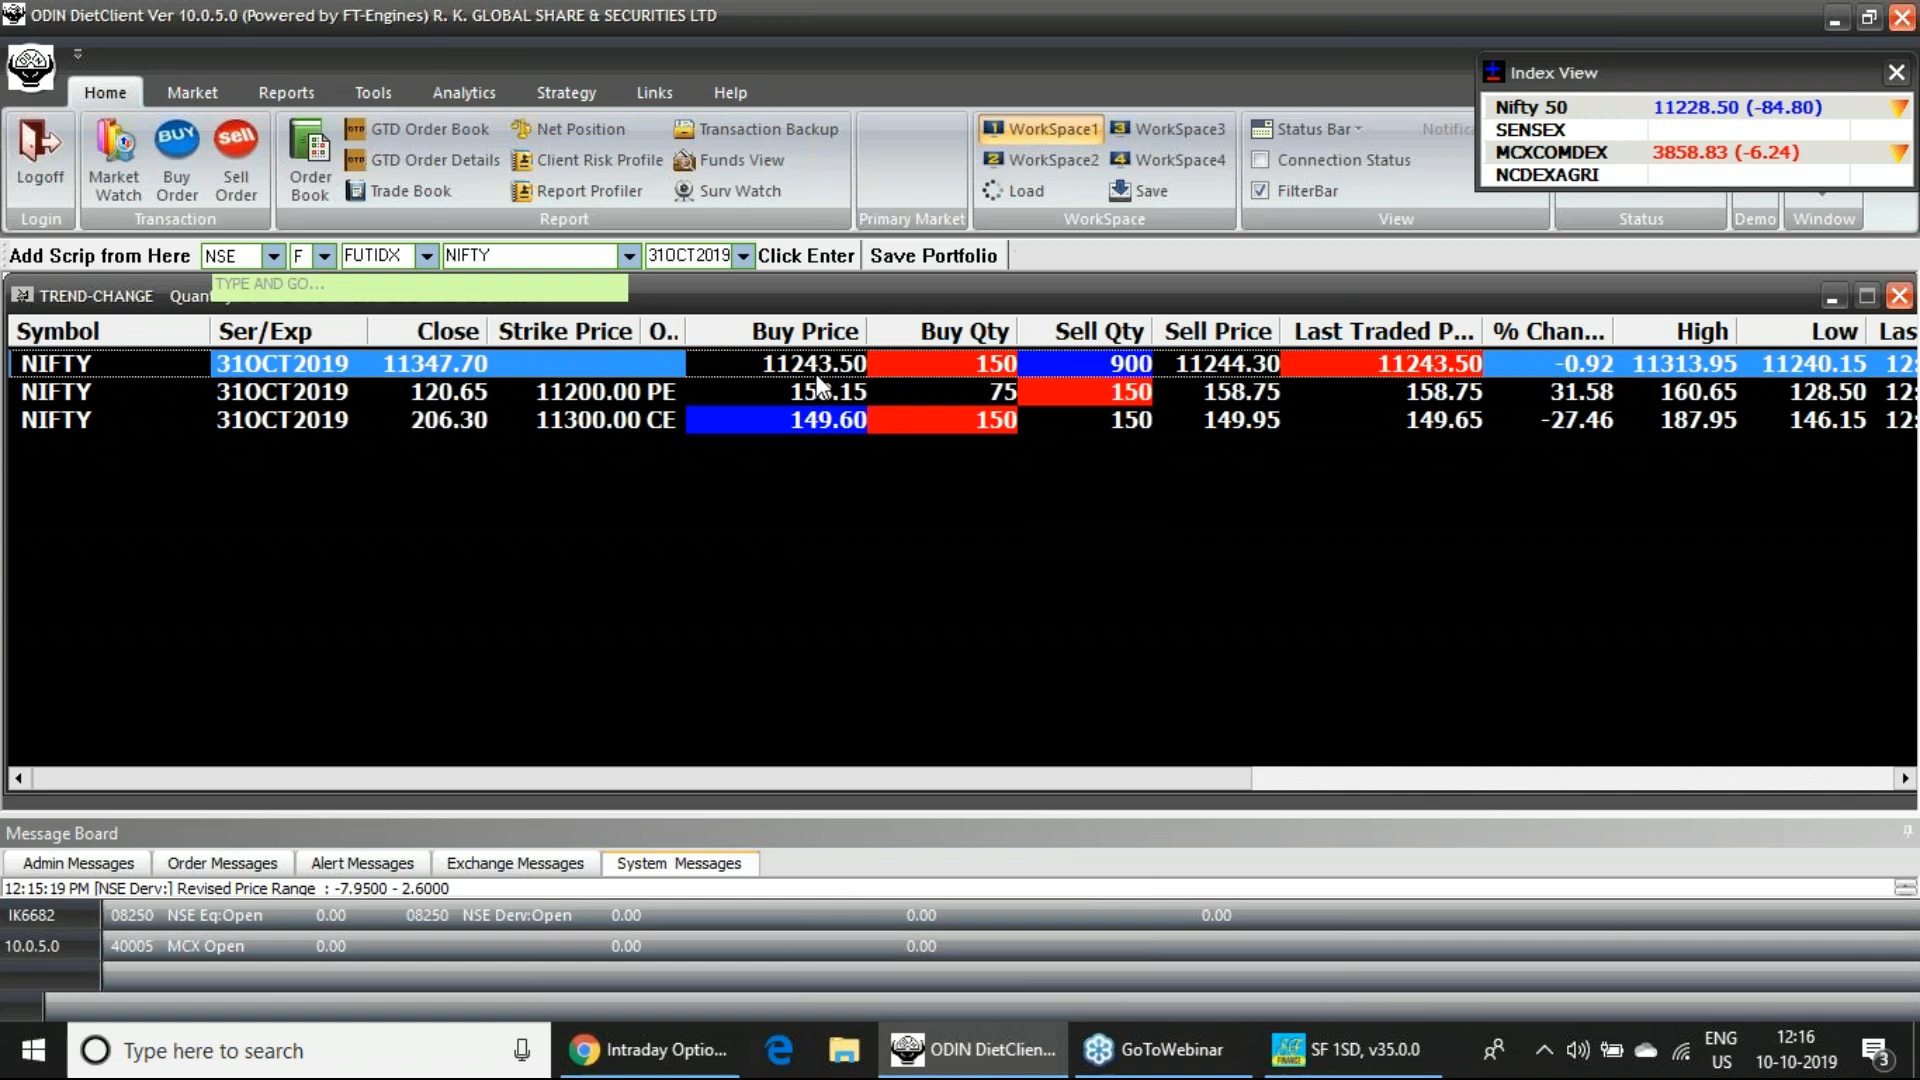 ODIN DietClient Ver 10.0.5.0 (Powered by FT-Engines) R. K. GLOBAL SHARE & SECURITIES LTD
Home Market Reports Tools Analytics Strategy Links Help
Index View
Nifty 50 11228.50 (-84.80)
SENSEX
MCXCOMDEX 3858.83 (-6.24)
NCDEXAGRI
Logoff
Market Watch
Buy Order
Sell Order
Order Book
GTD Order Book Net Position Transaction Backup
GTD Order Details Client Risk Profile Funds View
Trade Book Report Profiler Surv Watch
WorkSpace1 WorkSpace3 Status Bar
WorkSpace2 WorkSpace4 Connection Status
Load Save FilterBar
Login Transaction Report Primary Market WorkSpace View Status Demo Window
Add Scrip from Here NSE F FUTIDX NIFTY 31OCT2019 Click Enter Save Portfolio
TYPE AND GO...
TREND-CHANGE
Symbol Ser/Exp Close Strike Price O.. Buy Price Buy Qty Sell Qty Sell Price Last Traded P... % Chan... High Low Las
NIFTY 31OCT2019 11347.70 11243.50 150 900 11244.30 11243.50 -0.92 11313.95 11240.15 12:
NIFTY 31OCT2019 120.65 11200.00 PE 75 150 158.75 158.75 31.58 160.65 128.50 12:
NIFTY 31OCT2019 206.30 11300.00 CE 149.60 150 150 149.95 149.65 -27.46 187.95 146.15 12:
Message Board
Admin Messages Order Messages Alert Messages Exchange Messages System Messages
12:15:19 PM [NSE Derv:] Revised Price Range : -7.9500 - 2.6000
IK6682 08250 NSE Eq:Open 0.00 08250 NSE Derv:Open 0.00 0.00 0.00
10.0.5.0 40005 MCX Open 0.00 0.00 0.00
Type here to search
Intraday Optio...
ODIN DietClien...
GoToWebinar
SF 1SD, v35.0.0
ENG US
12:16
10-10-2019
3